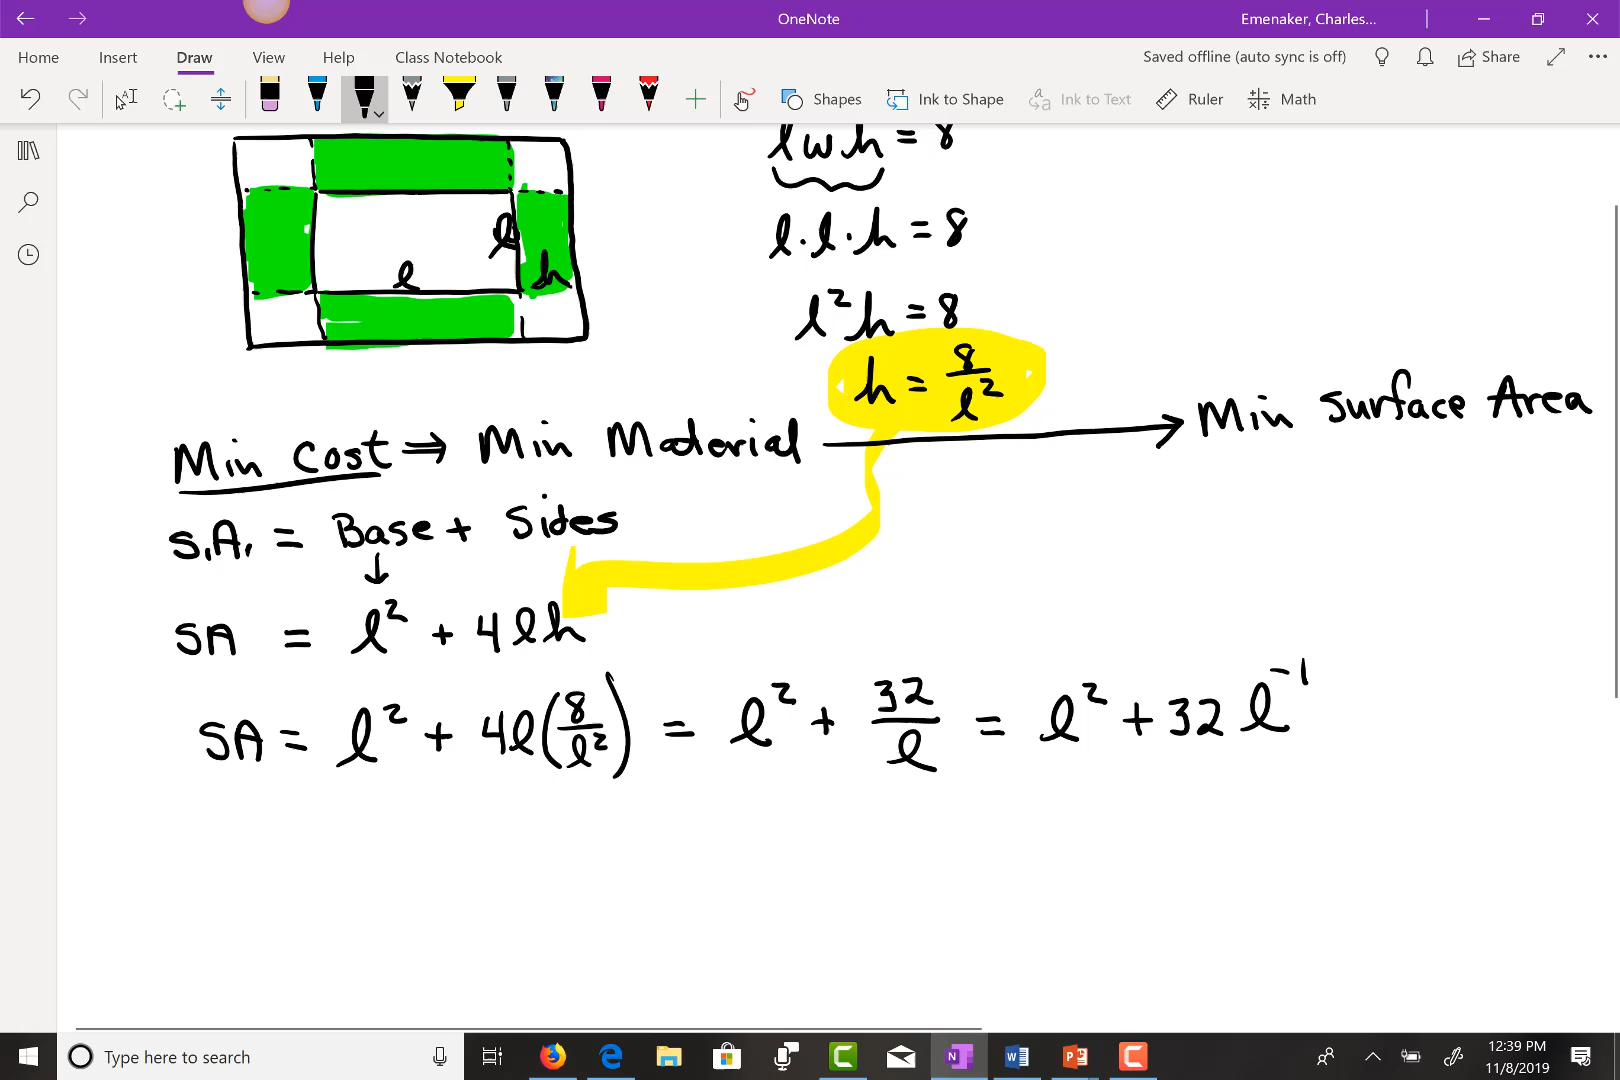 OneNote
Emenaker, Charles...
Home Insert Draw View Help Class Notebook
Saved offline (auto sync is off) Share
Shapes Ink to Shape Ink to Text Ruler Math
l w h = 8
l · l · h = 8
l² h = 8
h = 8/l²
l
l
h
Min Cost ⇒ Min Material → Min Surface Area
S.A. = Base + Sides
↓
SA = l² + 4lh
SA = l² + 4l(8/l²) = l² + 32/l = l² + 32 l⁻¹
Type here to search
12:39 PM
11/8/2019